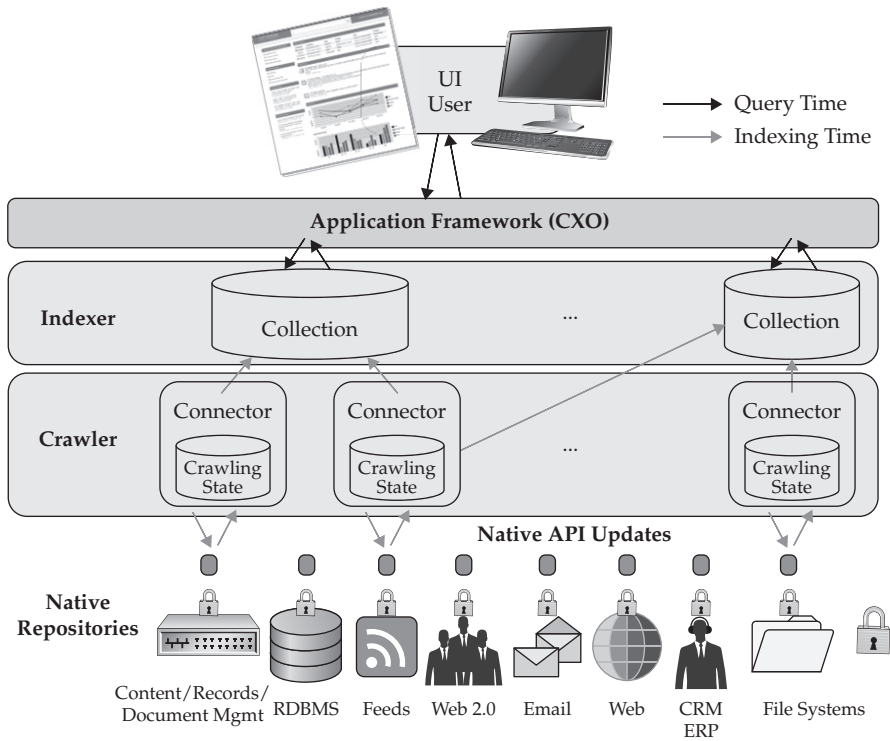 UI
User
Query Time
Indexing Time
Application Framework (CXO)
Indexer
Collection
...
Collection
Crawler
Connector
Crawling
State
Connector
Crawling
State
...
Connector
Crawling
State
Native API Updates
Native
Repositories
Content/Records/
Document Mgmt
RDBMS
Feeds
Web 2.0
Email
Web
CRM
ERP
File Systems